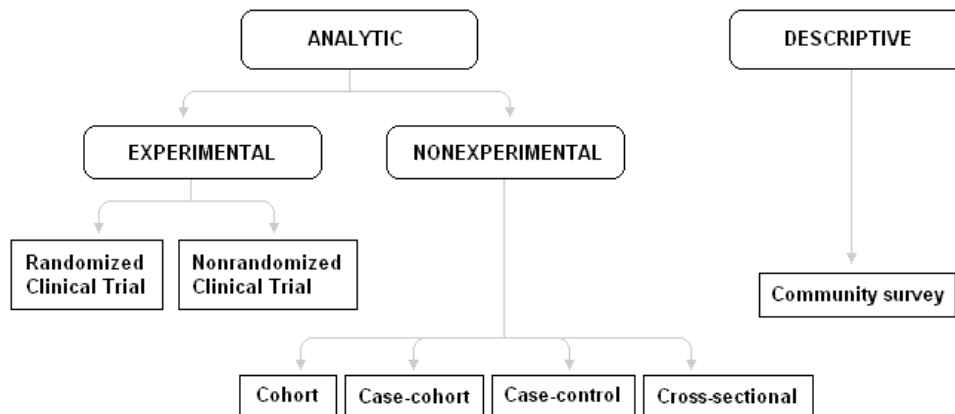 ANALYTIC
DESCRIPTIVE
EXPERIMENTAL
NONEXPERIMENTAL
Randomized
Clinical Trial
Nonrandomized
Clinical Trial
Community survey
Cohort
Case-cohort
Case-control
Cross-sectional